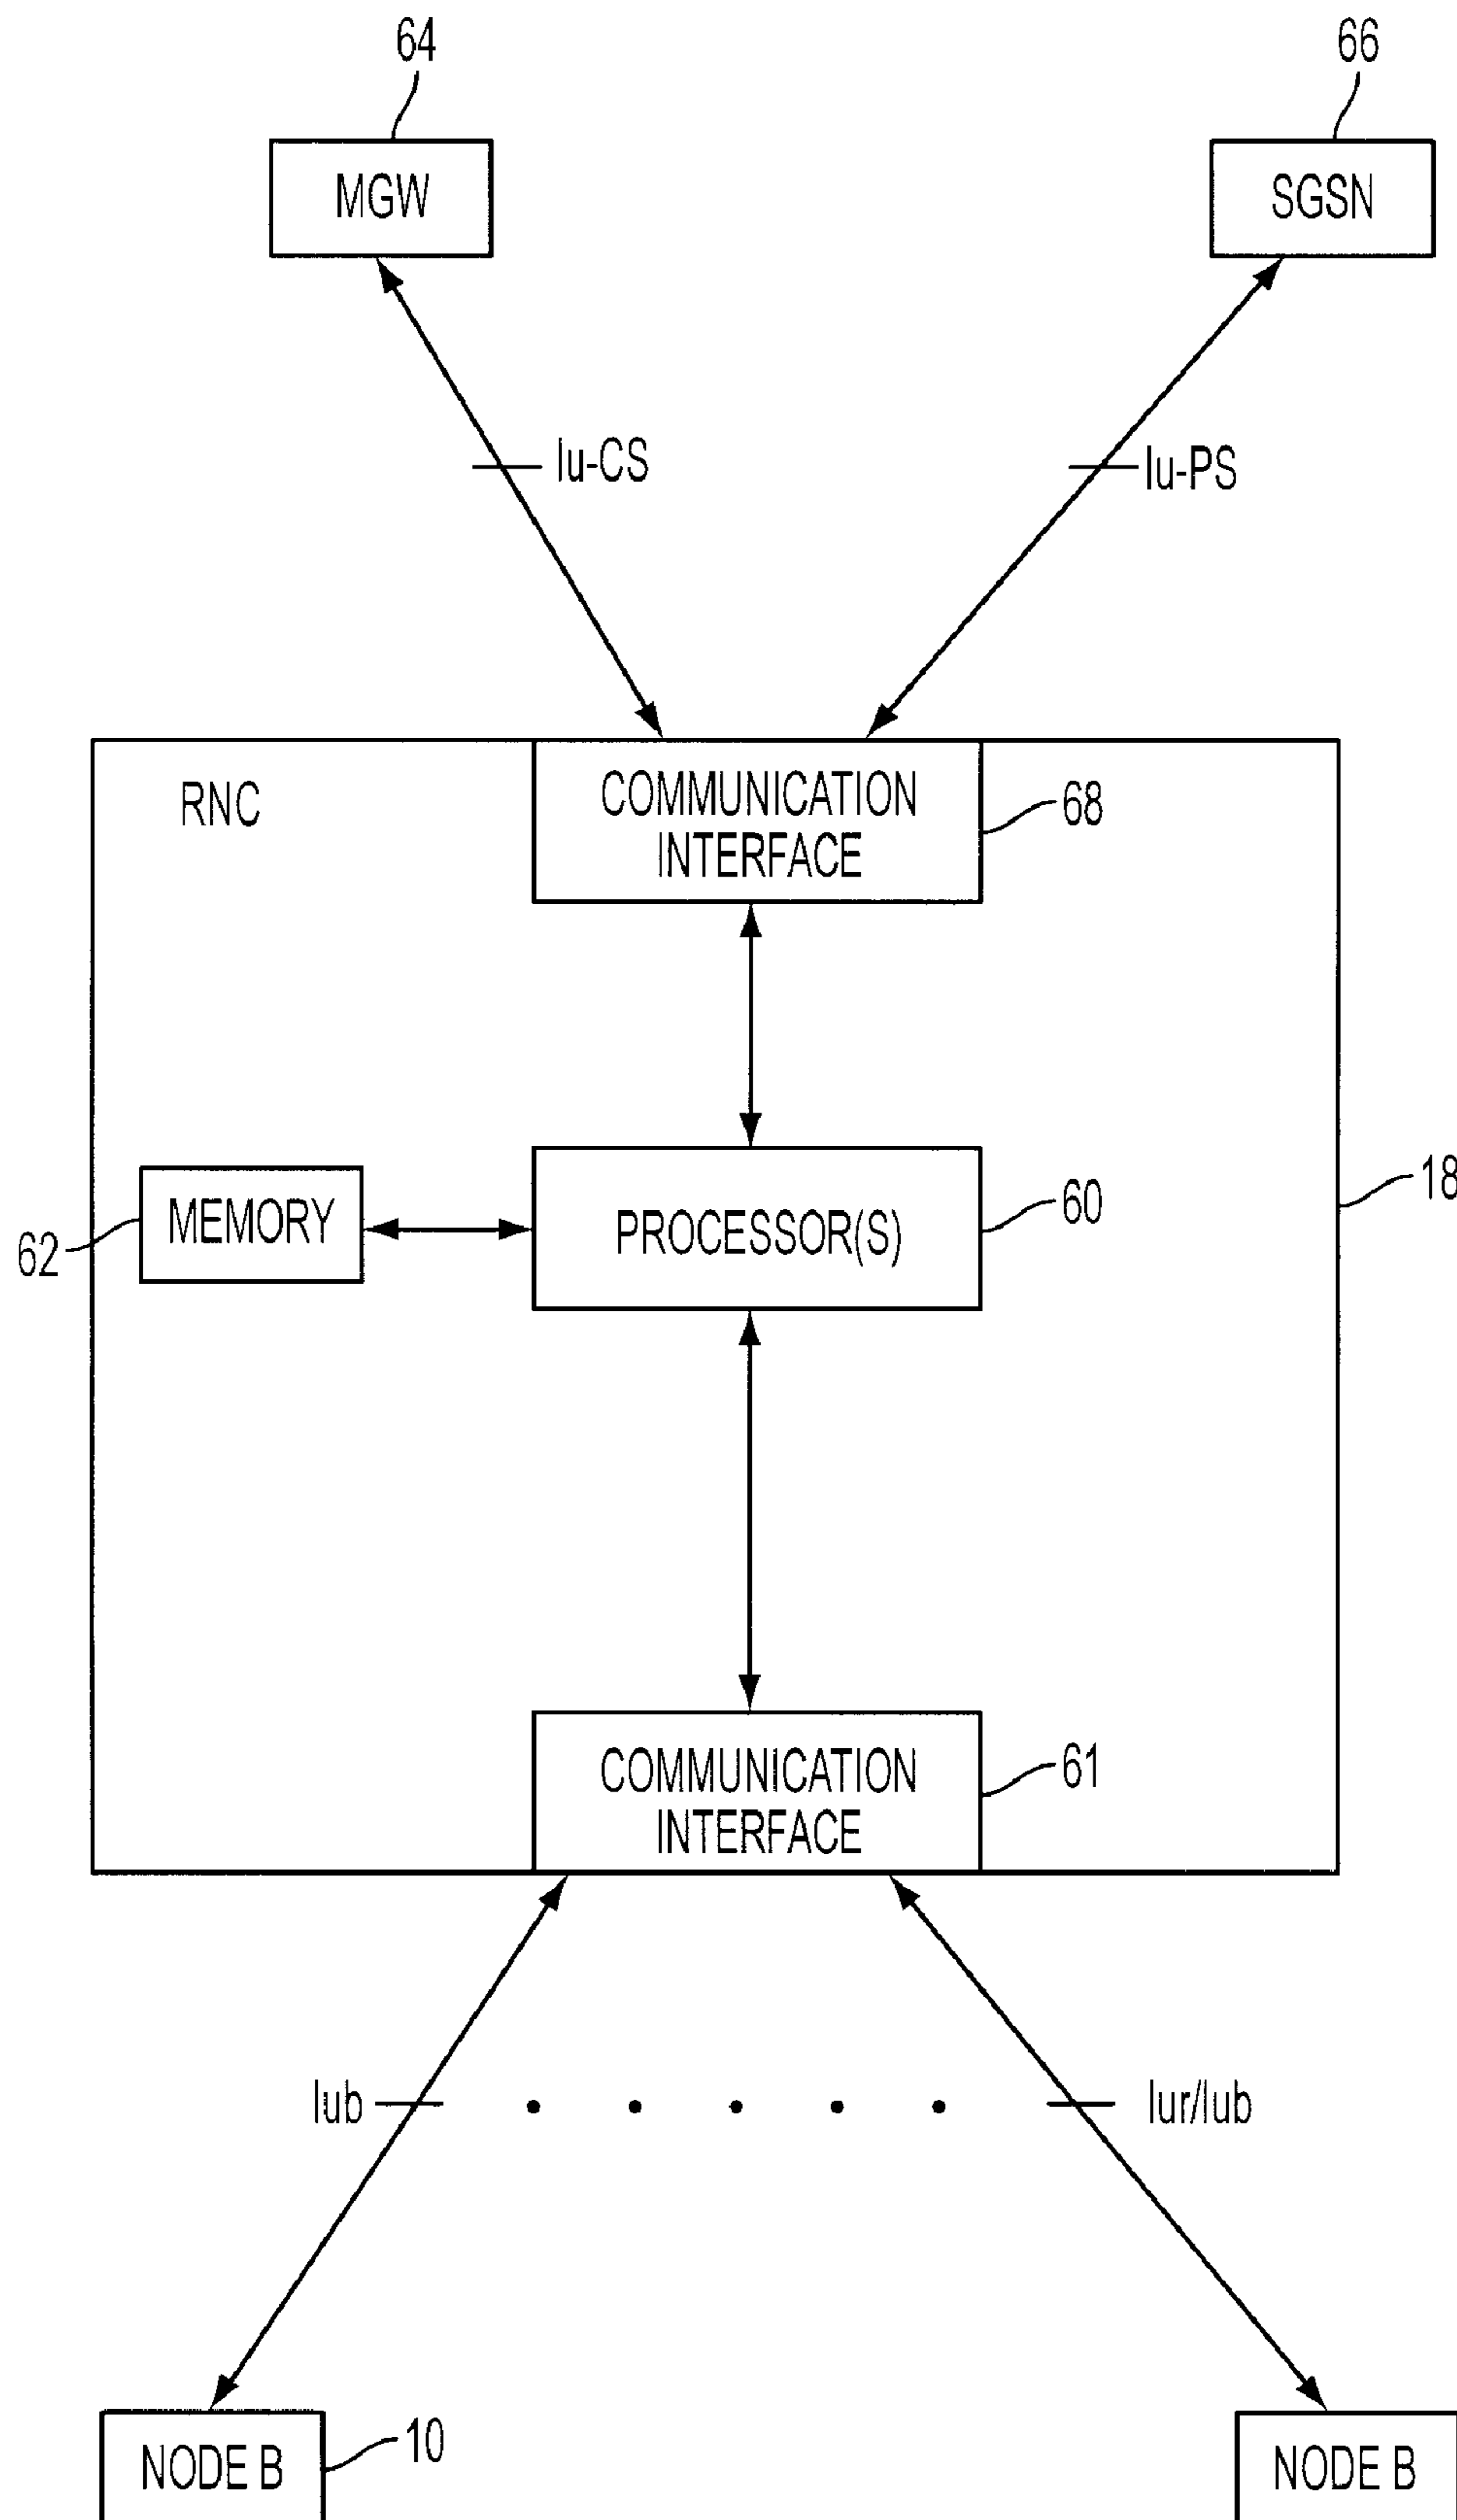 64
66
MGW
SGSN
Iu-CS
Iu-PS
RNC
COMMUNICATION
INTERFACE
68
MEMORY
62
PROCESSOR(S)
60
18
COMMUNICATION
INTERFACE
61
Iub
Iur/Iub
NODE B
10
NODE B